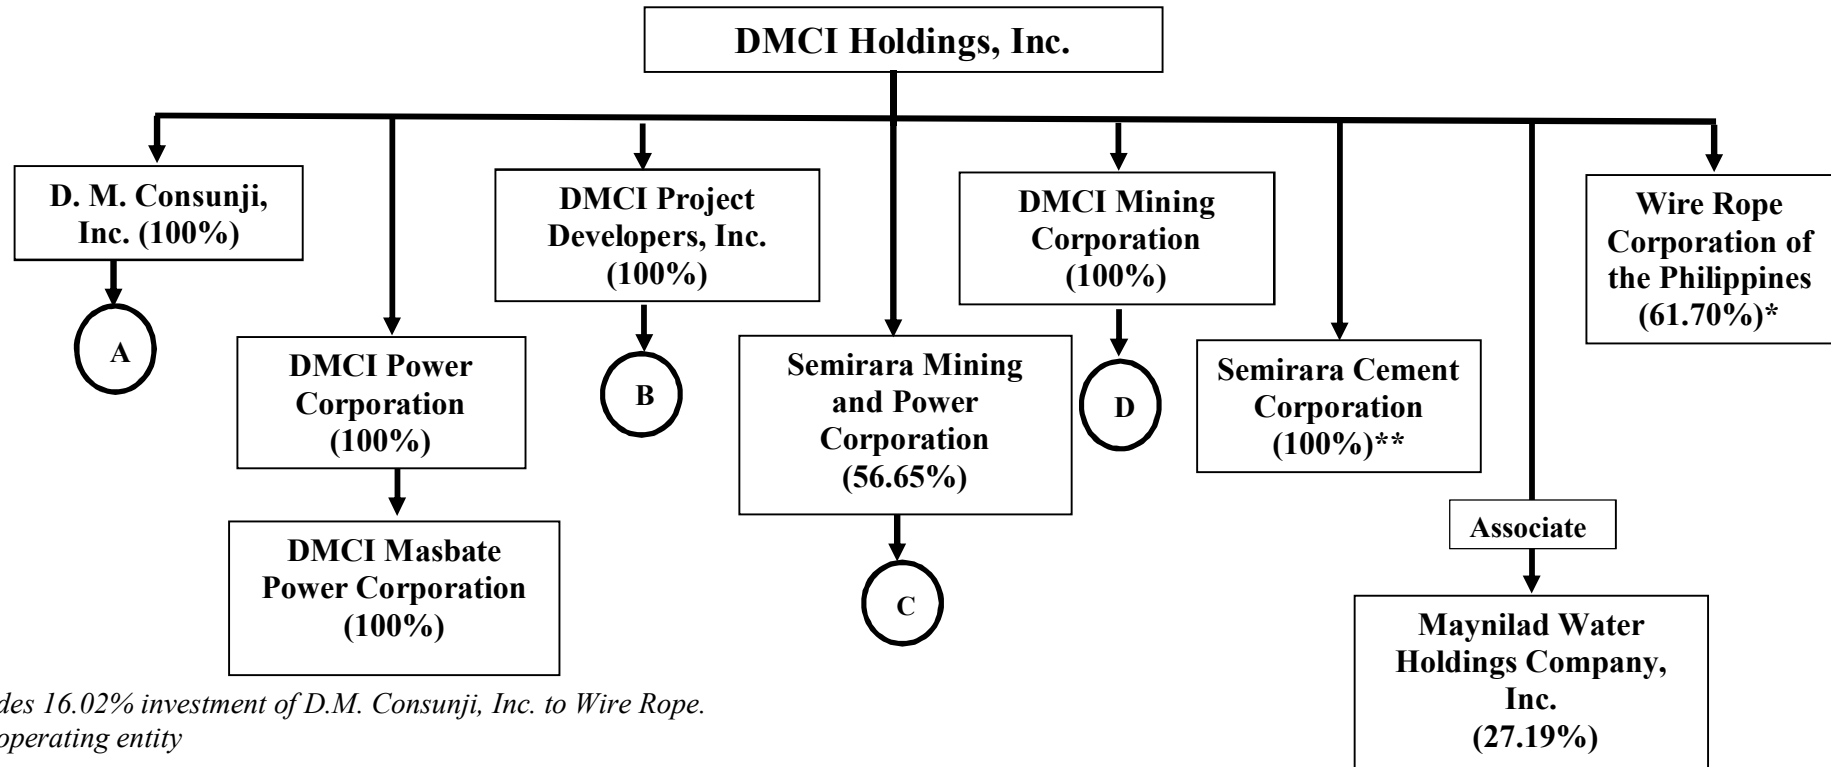 DMCI Holdings, Inc.
D. M. Consunji,
Inc. (100%)
A
DMCI Power
Corporation
(100%)
DMCI Masbate
Power Corporation
(100%)
DMCI Project
Developers, Inc.
(100%)
B
Semirara Mining
and Power
Corporation
(56.65%)
C
DMCI Mining
Corporation
(100%)
D
Semirara Cement
Corporation
(100%)**
Associate
Maynilad Water
Holdings Company,
Inc.
(27.19%)
Wire Rope
Corporation of
the Philippines
(61.70%)*
16.02% investment of D.M. Consunji, Inc. to Wire Rope.
operating entity